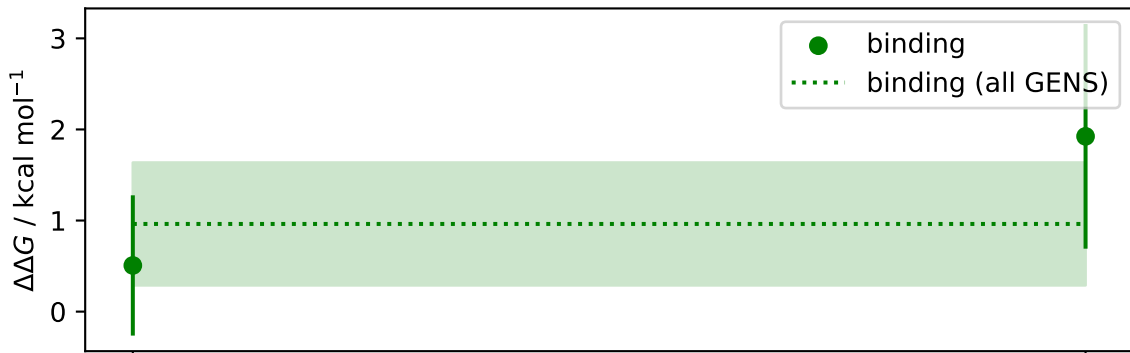 3
2
1
0
ΔΔG / kcal mol⁻¹
binding
binding (all GENS)